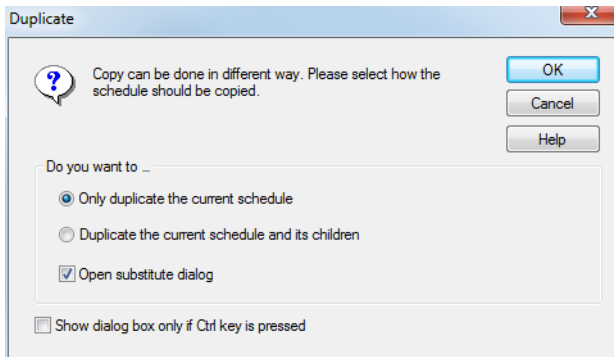 Duplicate
Copy can be done in different way. Please select how the
schedule should be copied.
OK
Cancel
Help
Do you want to ...
Only duplicate the current schedule
Duplicate the current schedule and its children
Open substitute dialog
Show dialog box only if Ctrl key is pressed